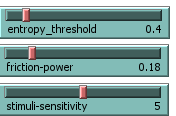 entropy_threshold 0.4
friction-power 0.18
stimuli-sensitivity 5